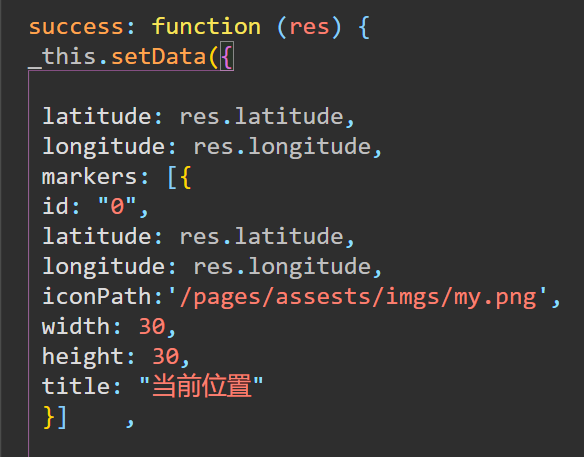 success: function (res) {
_this.setData({
latitude: res.latitude,
longitude: res.longitude,
markers: [{
id: "0",
latitude: res.latitude,
longitude: res.longitude,
iconPath:'/pages/assests/imgs/my.png',
width: 30,
height: 30,
title: "当前位置"
}]    ,